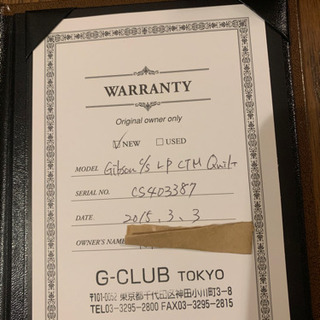 WARRANTY
Original owner only
☑ NEW ☐ USED
MODEL Gibson c/s LP CTM Quilt
SERIAL NO. CS403387
DATE 2015.3.3
OWNER'S NAME
G-CLUB TOKYO
〒101-0052 東京都千代田区神田小川町3-8
TEL03-3295-2800 FAX03-3295-2815